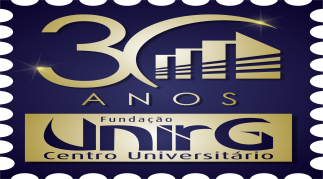 30
ANOS
Fundação
UnirG
Centro Universitário